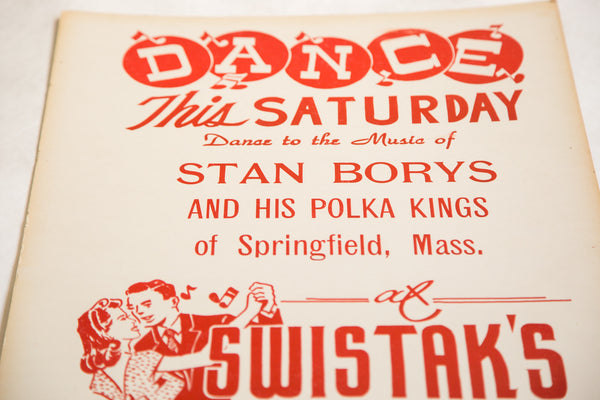 DANCE
This SATURDAY
Dance to the Music of
STAN BORYS
AND HIS POLKA KINGS
of Springfield, Mass.
at
SWISTAK'S